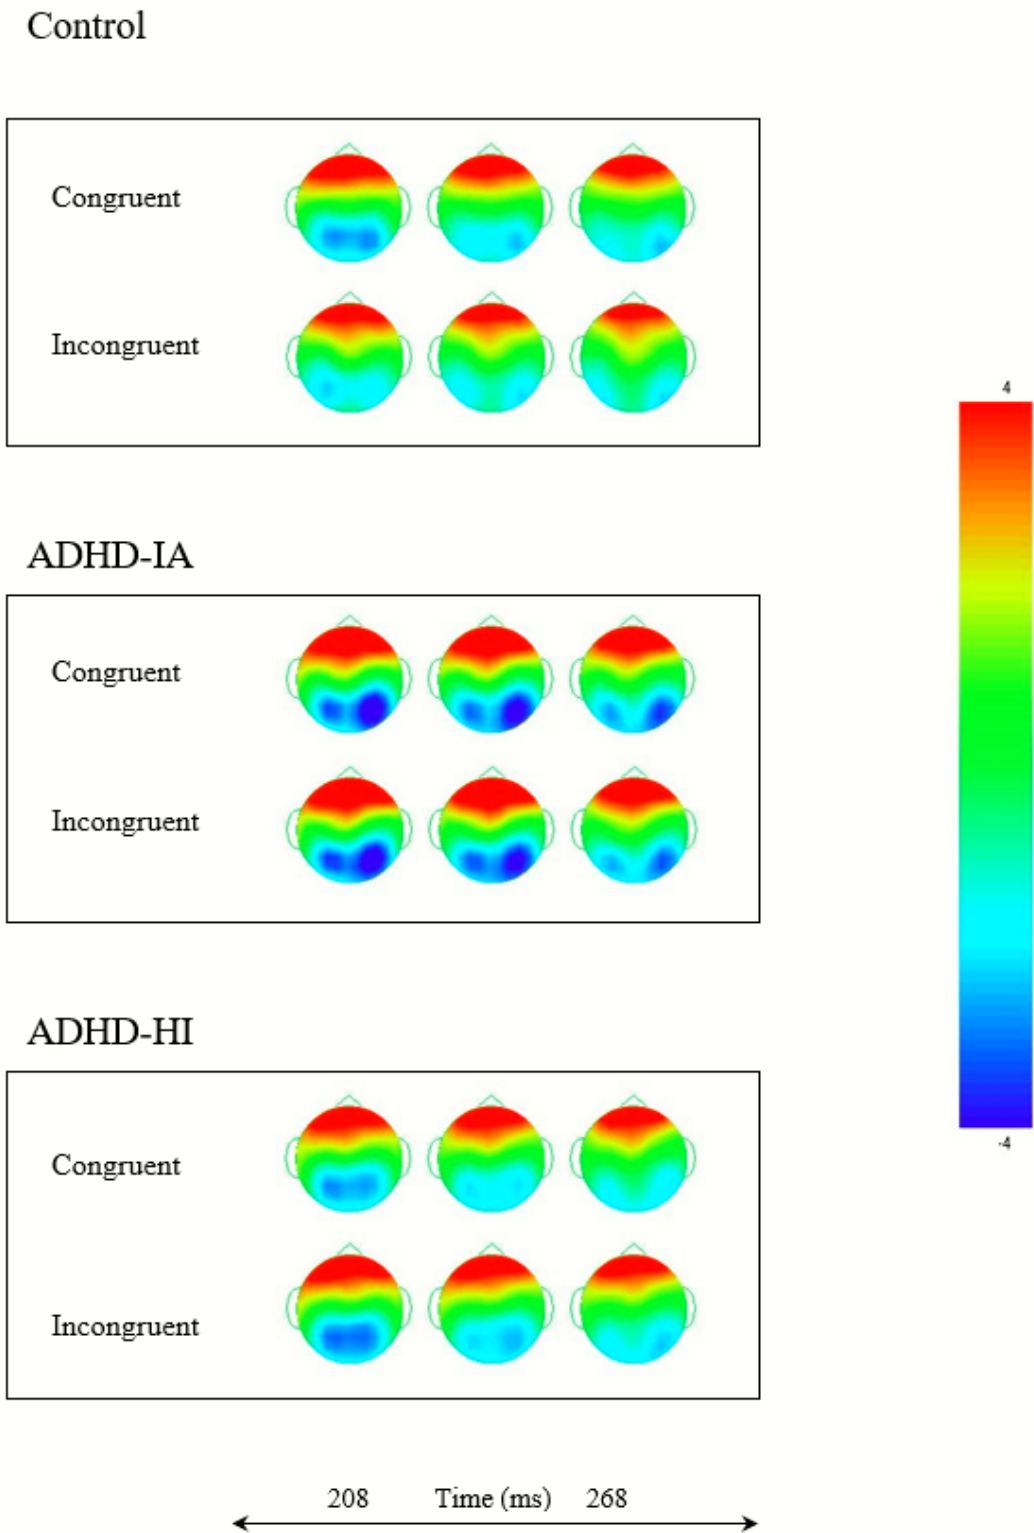 Control
Congruent
Incongruent
4
ADHD-IA
Congruent
Incongruent
ADHD-HI
-4
Congruent
Incongruent
208 Time (ms) 268